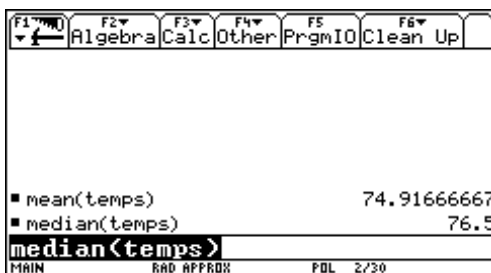 F1 F2 Algebra F3 Calc F4 Other F5 PrgmIO F6 Clean Up
mean(temps) 74.91666667
median(temps) 76.5
median(temps)
MAIN RAD APPROX POL 2/30